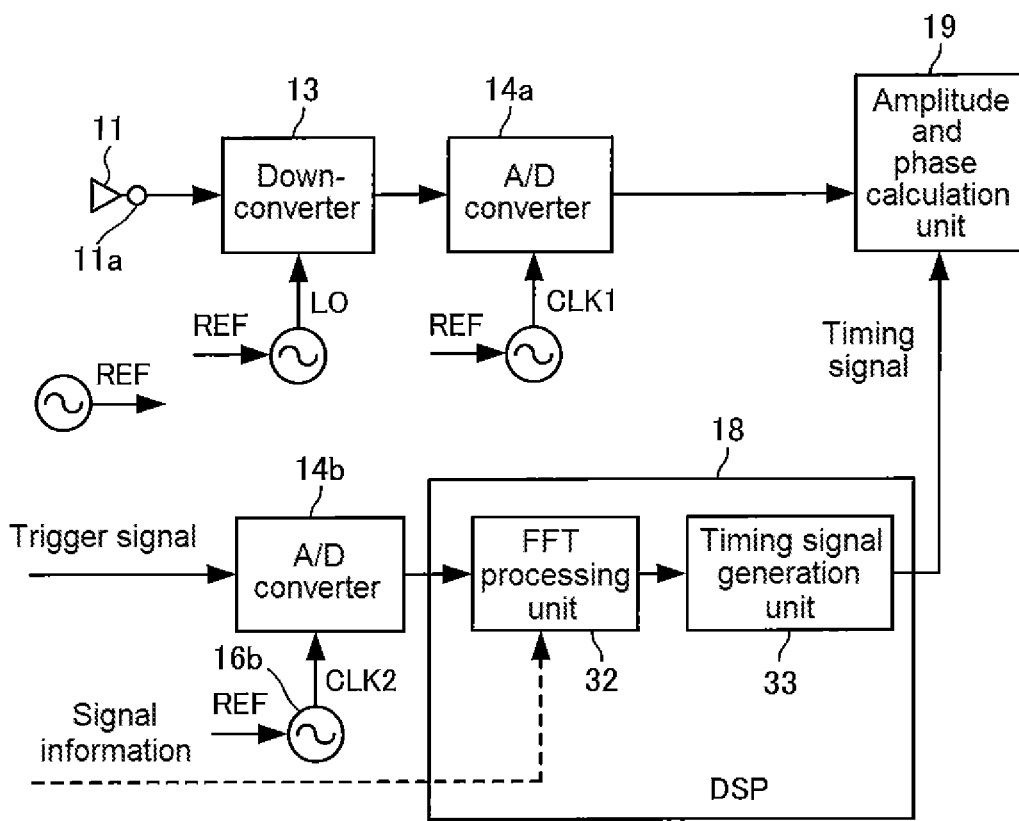 19
Amplitude
and
phase
calculation
unit
13
14a
11
Down-
converter
A/D
converter
11a
LO
CLK1
REF
REF
Timing
signal
REF
18
14b
Trigger signal
A/D
converter
FFT
processing
unit
Timing signal
generation
unit
16b
CLK2
32
33
REF
Signal
information
DSP